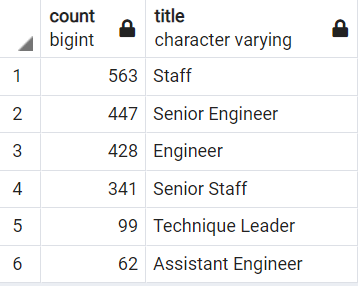 count title
bigint character varying
1 563 Staff
2 447 Senior Engineer
3 428 Engineer
4 341 Senior Staff
5 99 Technique Leader
6 62 Assistant Engineer